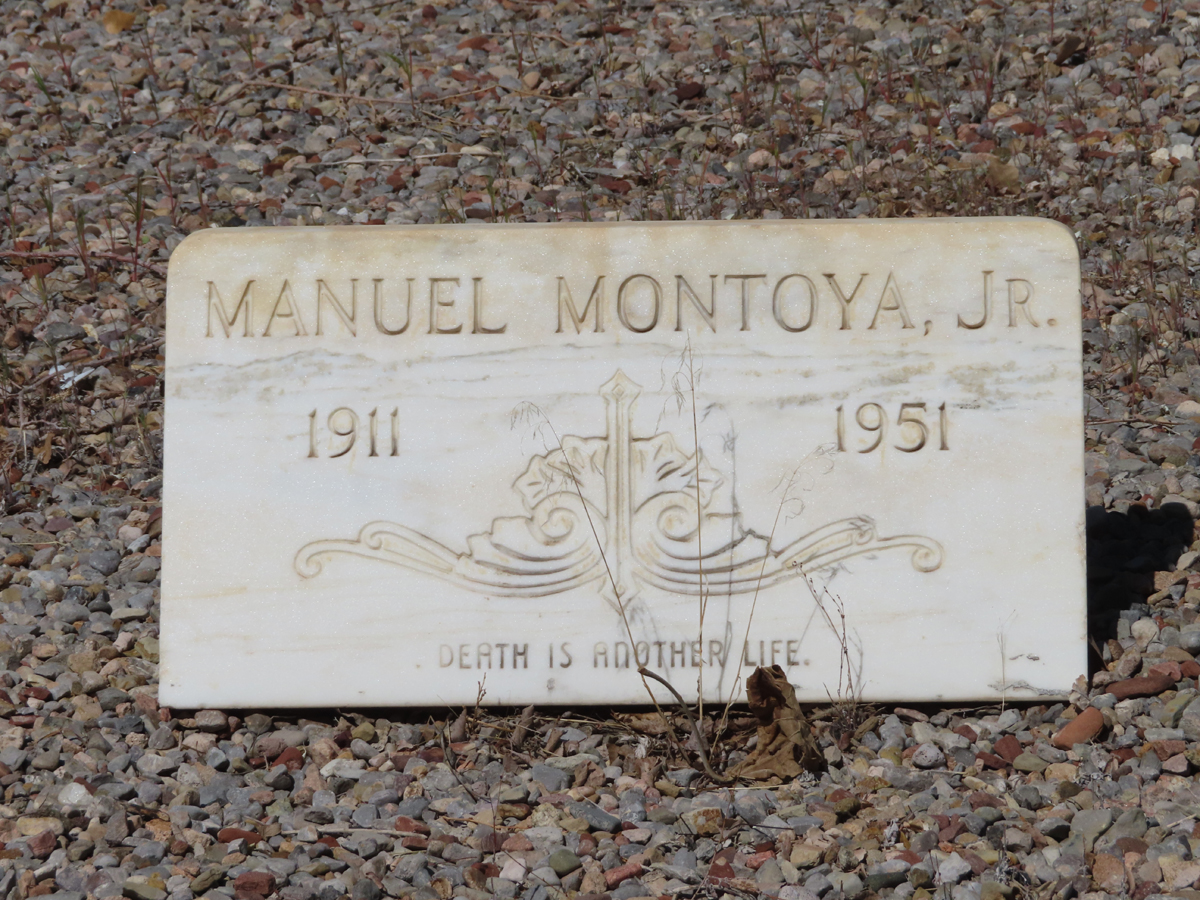 MANUEL MONTOYA, JR.
1911 1951
DEATH IS ANOTHER LIFE.